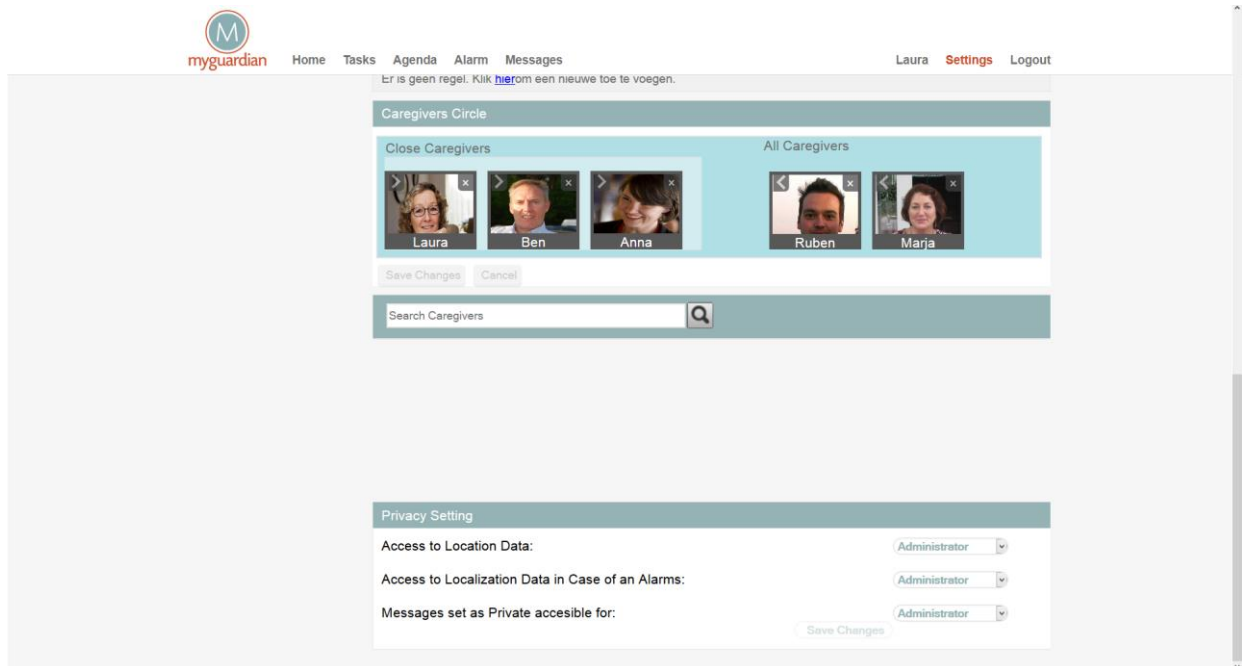 M
myguardian Home Tasks Agenda Alarm Messages Laura Settings Logout
Er is geen regel. Klik hierom een nieuwe toe te voegen.
Caregivers Circle
Close Caregivers All Caregivers
Laura Ben Anna Ruben Marja
Save Changes Cancel
Search Caregivers
Privacy Setting
Access to Location Data: Administrator
Access to Localization Data in Case of an Alarms: Administrator
Messages set as Private accesible for: Administrator
Save Changes